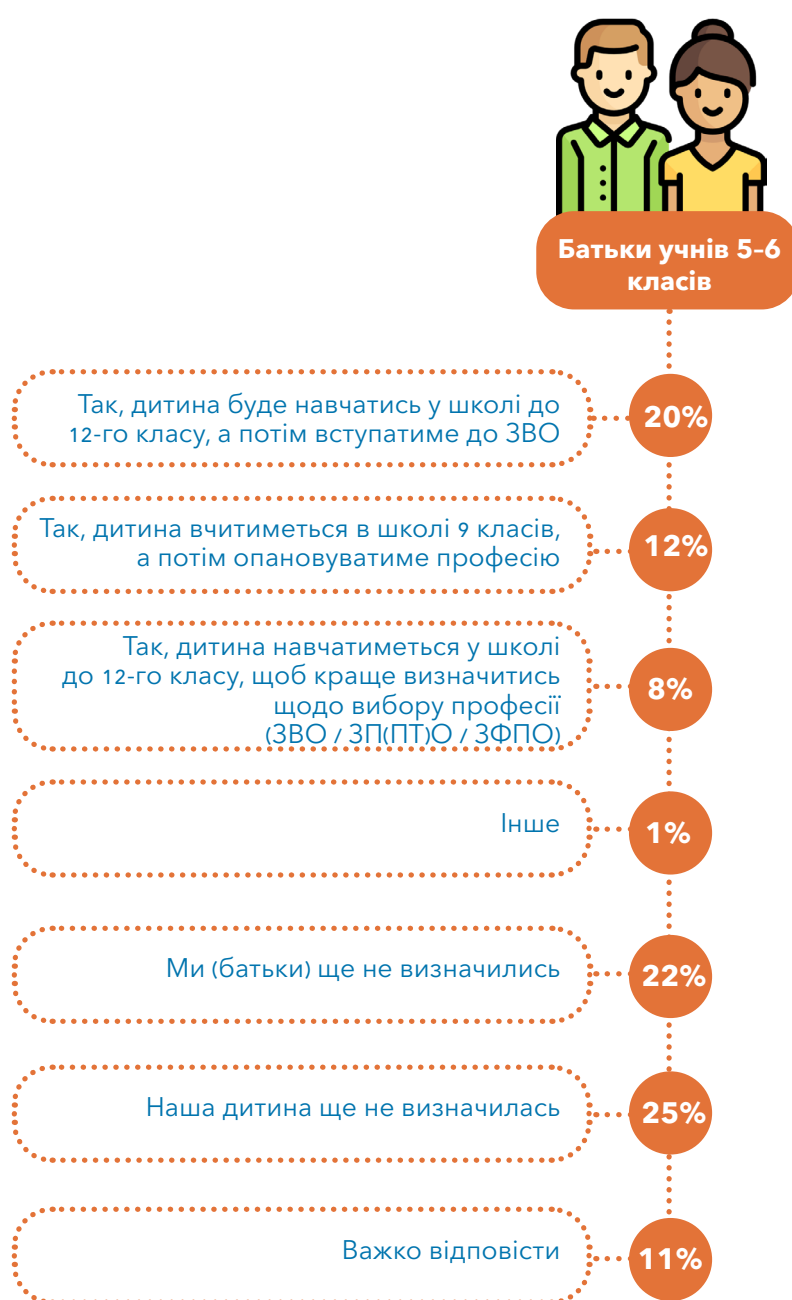 Батьки учнів 5–6
класів
Так, дитина буде навчатись у школі до
12-го класу, а потім вступатиме до ЗВО
20%
Так, дитина вчитиметься в школі 9 класів,
а потім опановуватиме професію
12%
Так, дитина навчатиметься у школі
до 12-го класу, щоб краще визначитись
щодо вибору професії
(ЗВО / ЗП(ПТ)О / ЗФПО)
8%
Інше
1%
Ми (батьки) ще не визначились
22%
Наша дитина ще не визначилась
25%
Важко відповісти
11%